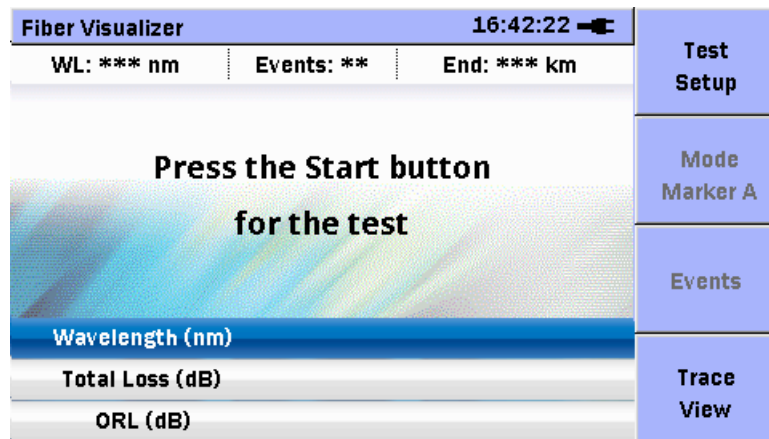 Fiber Visualizer
16:42:22
WL: *** nm
Events: **
End: *** km
Press the Start button
for the test
Wavelength (nm)
Total Loss (dB)
ORL (dB)
Test
Setup
Mode
Marker A
Events
Trace
View